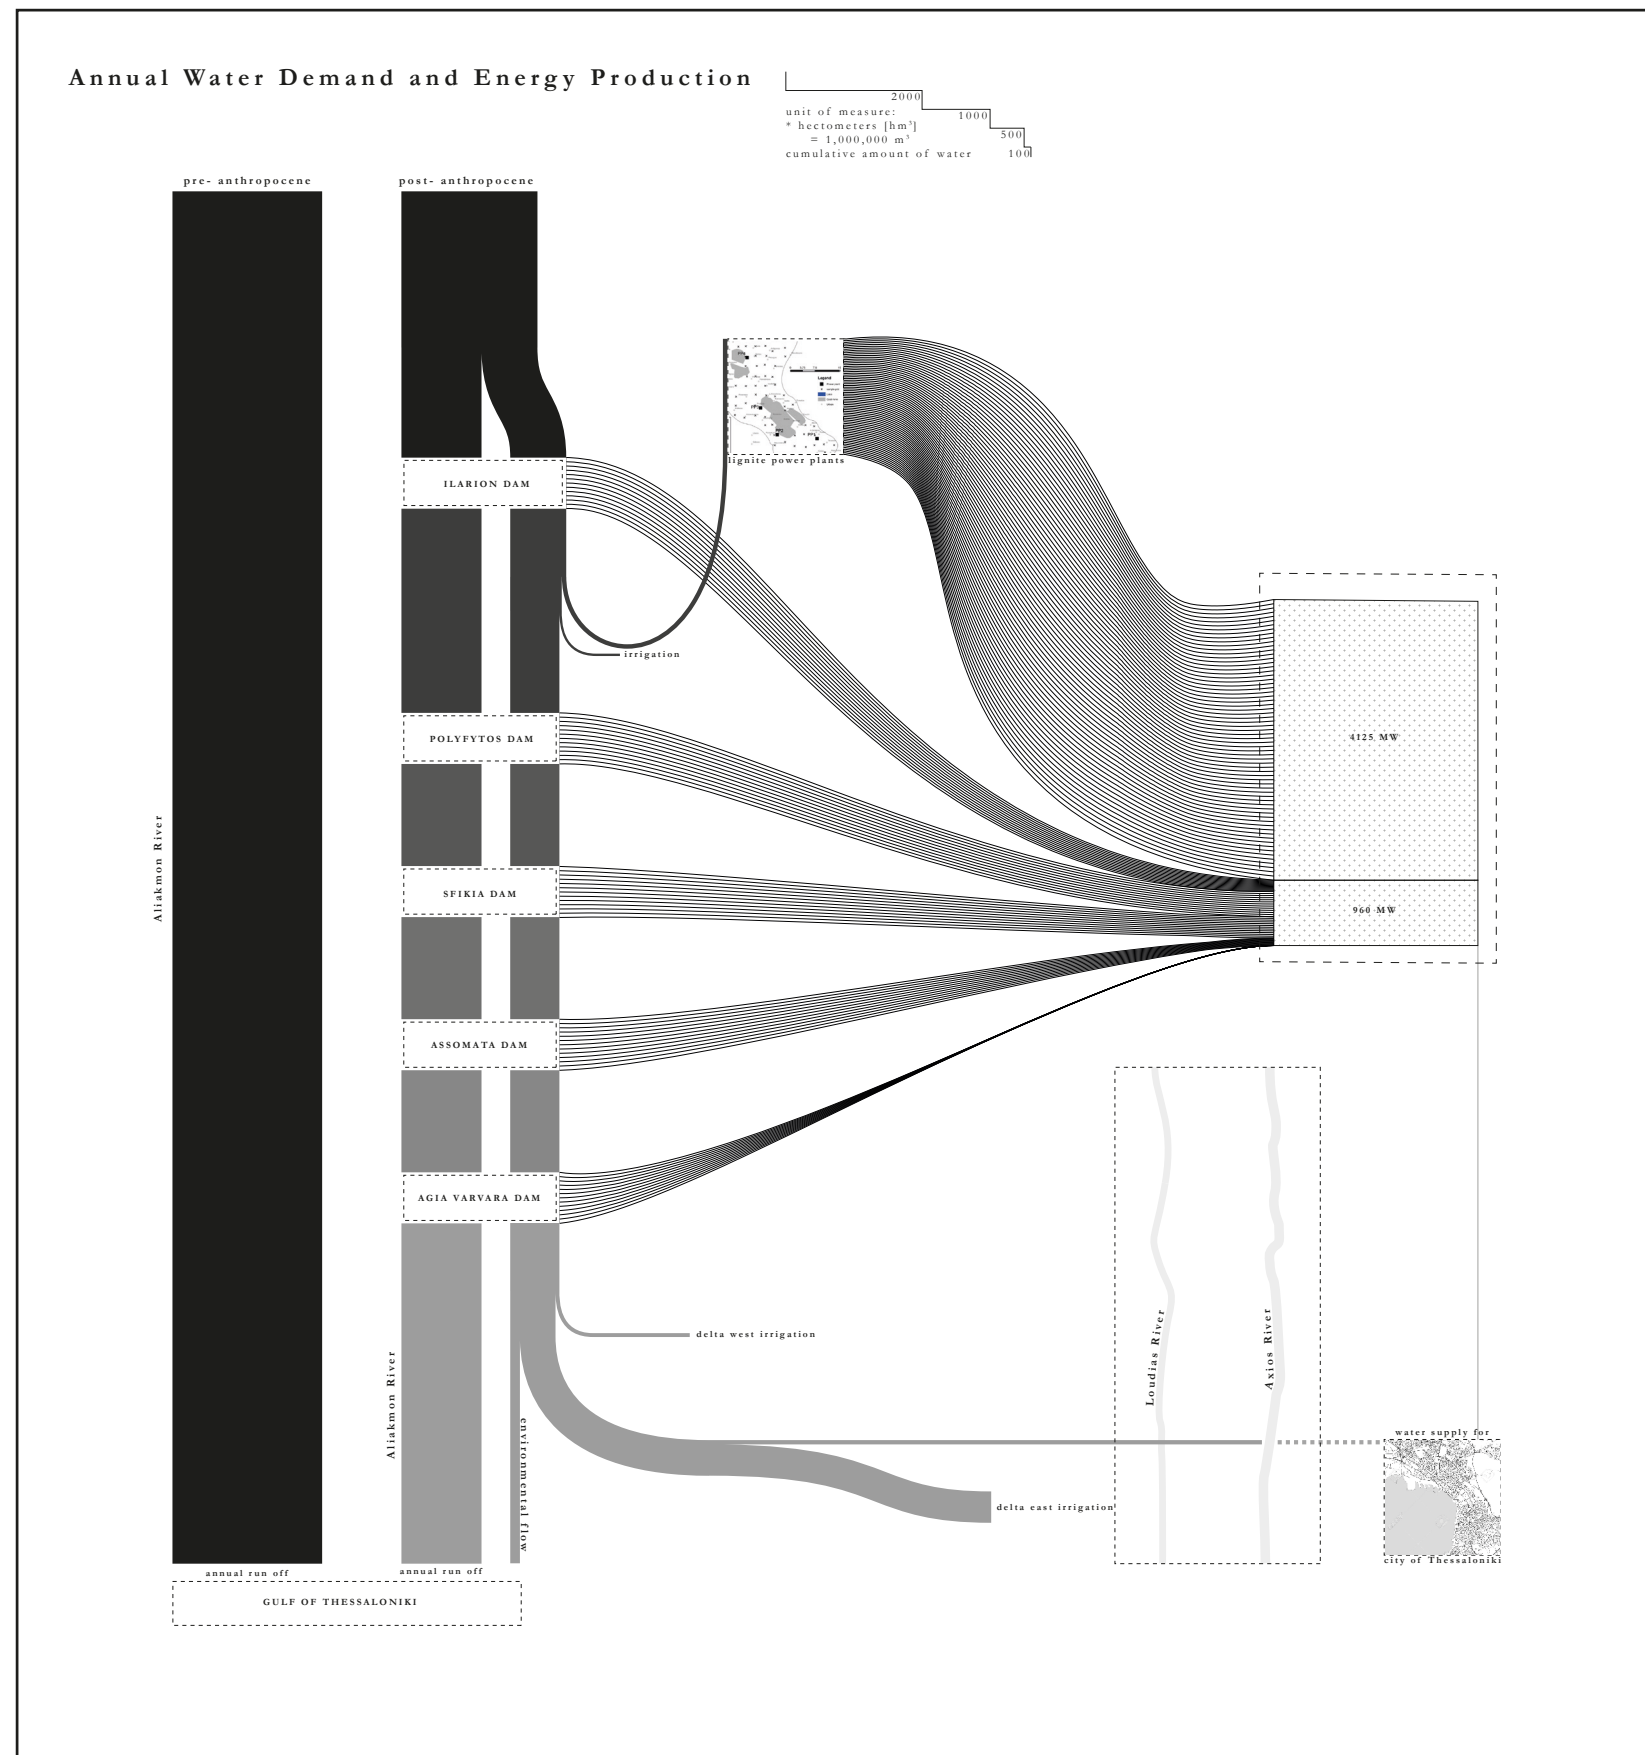 Annual Water Demand and Energy Production
2000
unit of measure:
1000
* hectometers [hm³]
500
= 1,000,000 m³
cumulative amount of water
100
pre- anthropocene
post- anthropocene
Legend
lignite power plants
ILARION DAM
irrigation
POLYFYTOS DAM
4125 MW
Aliakmon River
SFIKIA DAM
960 MW
ASSOMATA DAM
AGIA VARVARA DAM
delta west irrigation
Loudias River
Axios River
Aliakmon River
environmental flow
water supply for
delta east irrigation
city of Thessaloniki
annual run off
annual run off
GULF OF THESSALONIKI